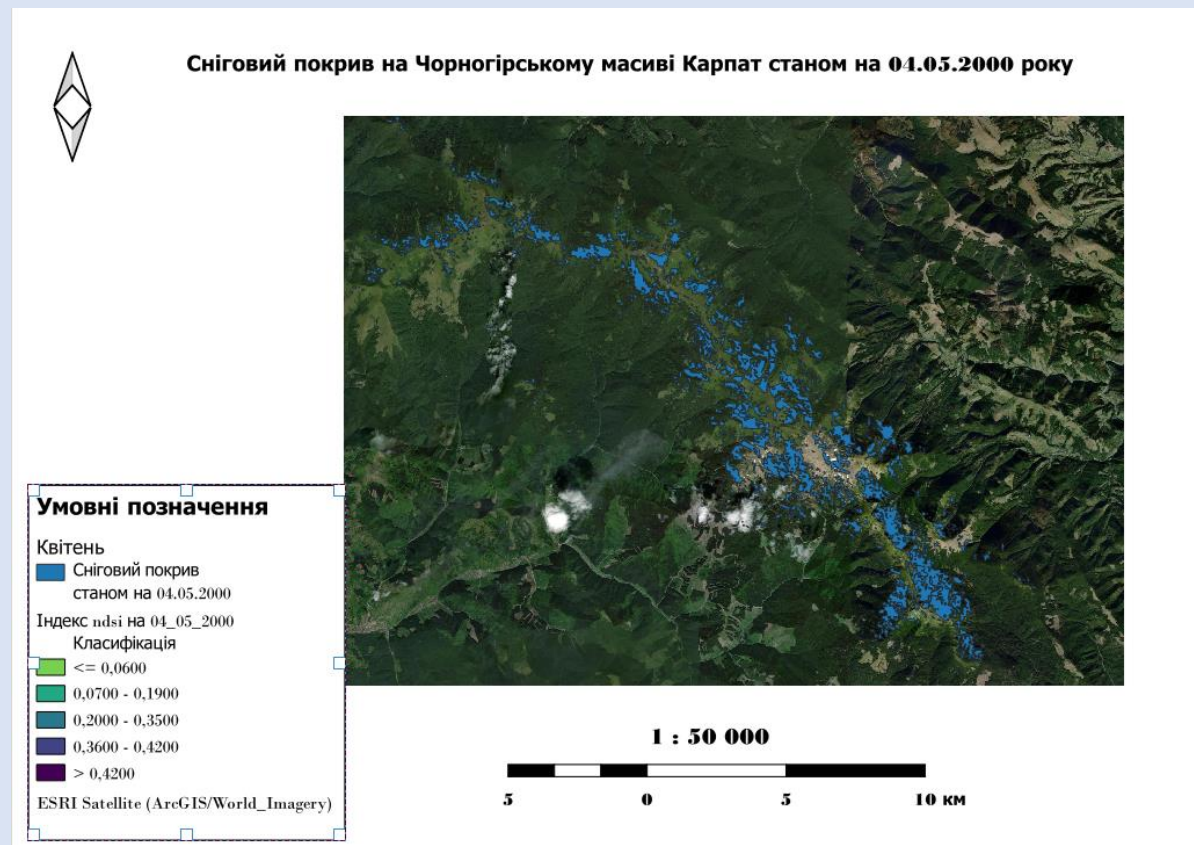 Сніговий покрив на Чорногірському масиві Карпат станом на 04.05.2000 року
Умовні позначення
Квітень
Сніговий покрив
станом на 04.05.2000
Індекс ndsi на 04_05_2000
Класифікація
<= 0,0600
0,0700 - 0,1900
0,2000 - 0,3500
0,3600 - 0,4200
> 0,4200
ESRI Satellite (ArcGIS/World_Imagery)
1 : 50 000
5 0 5 10 км